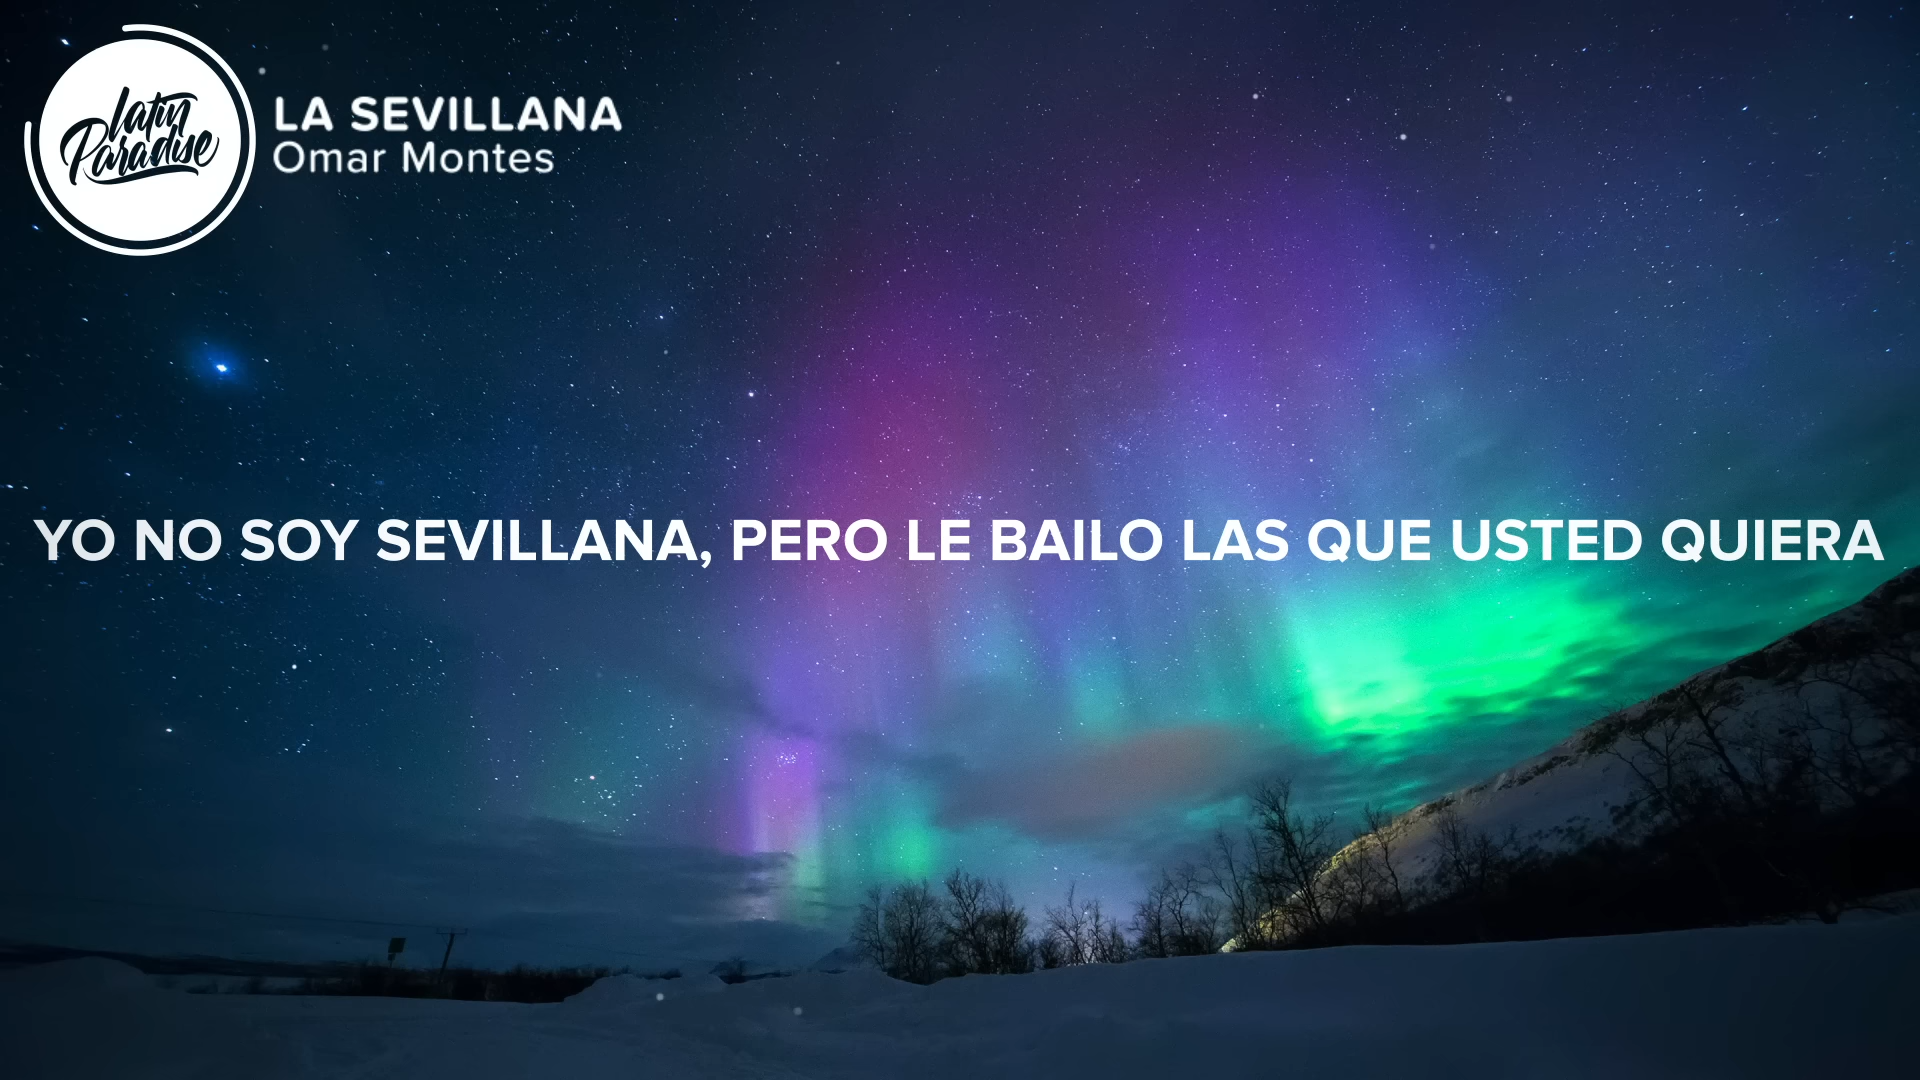 latin
Paradise
LA SEVILLANA
Omar Montes
YO NO SOY SEVILLANA, PERO LE BAILO LAS QUE USTED QUIERA